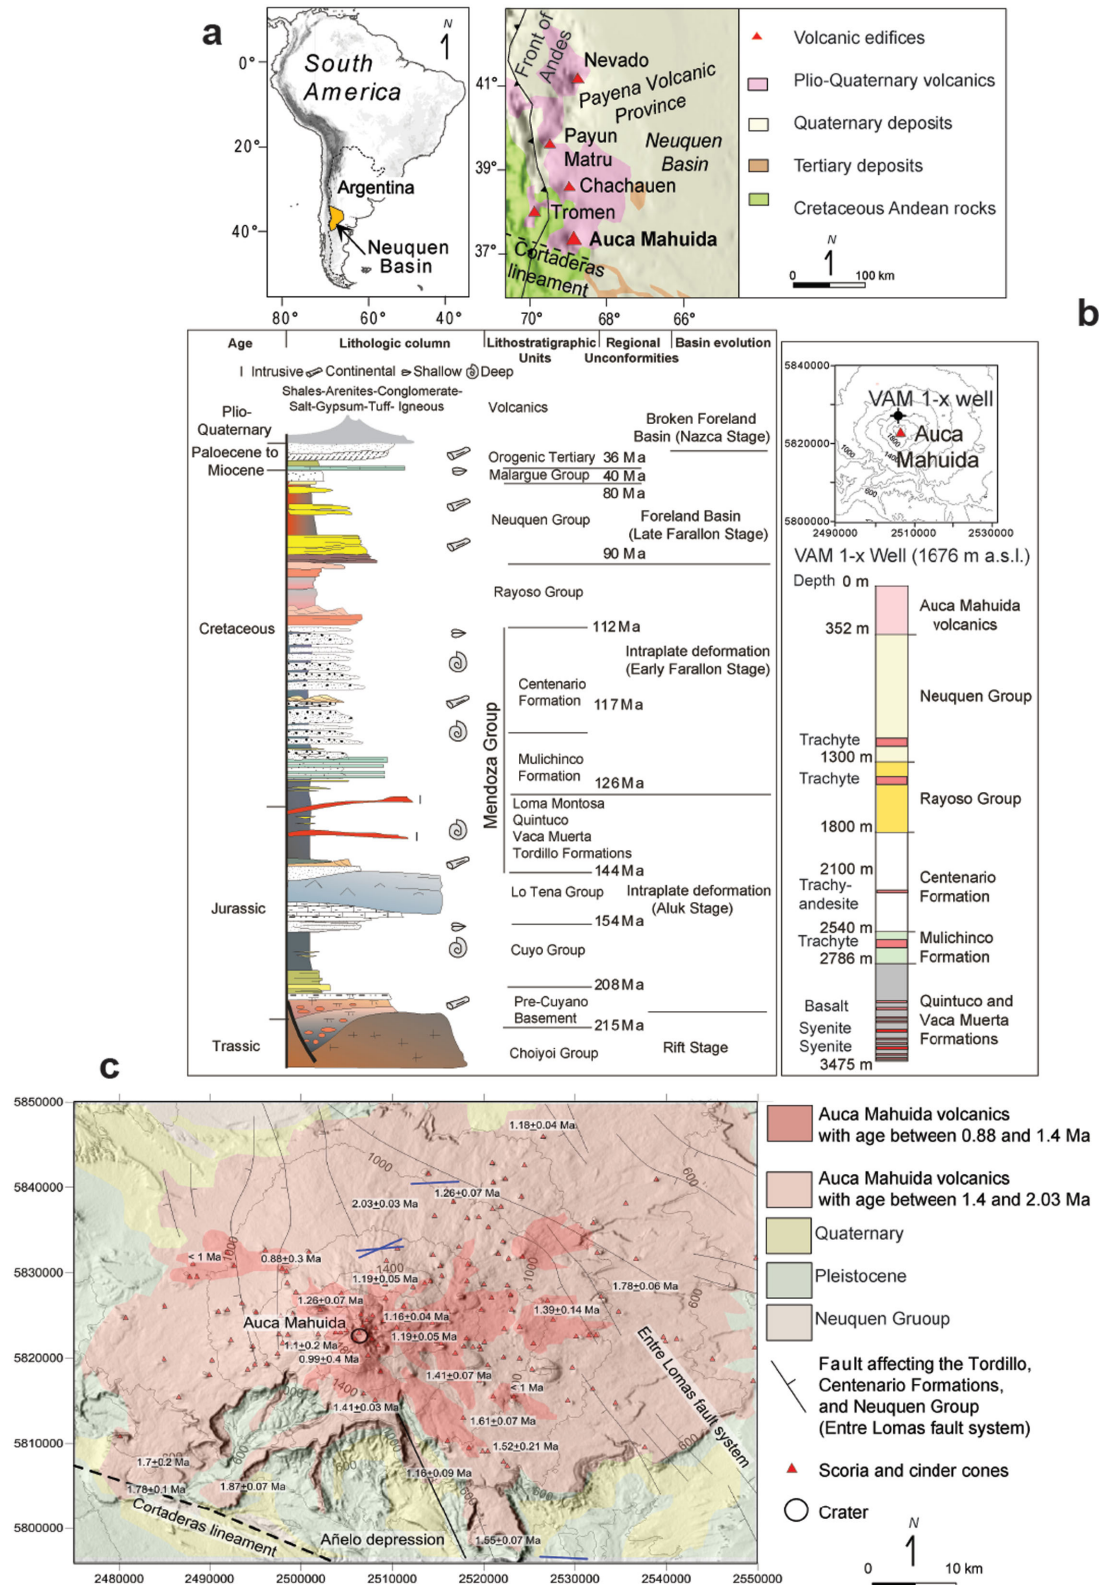 a
South
America
N
0°
20°
40°
Argentina
Neuquen
Basin
80°
60°
40°
Front of
Andes
Nevado
Payena Volcanic
Province
Payun
Matru
Neuquen
Basin
Chachauen
Tromen
Auca Mahuida
Cortaderas
lineament
41°
39°
37°
70°
68°
66°
Volcanic edifices
Plio-Quaternary volcanics
Quaternary deposits
Tertiary deposits
Cretaceous Andean rocks
N
0 100 km
b
Age
Lithologic column
Lithostratigraphic
Units
Regional
Unconformities
Basin evolution
I Intrusive Continental Shallow Deep
Shales-Arenites-Conglomerate-
Salt-Gypsum-Tuff- Igneous
Plio-
Quaternary
Paloecene to
Miocene
Cretaceous
Jurassic
Trassic
I
I
Volcanics
Orogenic Tertiary 36 Ma
Malargue Group 40 Ma
80 Ma
Neuquen Group
90 Ma
Rayoso Group
112 Ma
Mendoza Group
Centenario
Formation
117 Ma
Mulichinco
Formation
126 Ma
Loma Montosa
Quintuco
Vaca Muerta
Tordillo Formations
144 Ma
Lo Tena Group
154 Ma
Cuyo Group
208 Ma
Pre-Cuyano
Basement
215 Ma
Choiyoi Group
Broken Foreland
Basin (Nazca Stage)
Foreland Basin
(Late Farallon Stage)
Intraplate deformation
(Early Farallon Stage)
Intraplate deformation
(Aluk Stage)
Rift Stage
5840000
5820000
5800000
2490000
2510000
2530000
VAM 1-x well
Auca
Mahuida
1800
1400
1000
600
VAM 1-x Well (1676 m a.s.l.)
Depth 0 m
352 m
Trachyte
1300 m
Trachyte
1800 m
2100 m
Trachy-
andesite
2540 m
Trachyte
2786 m
Basalt
Syenite
Syenite
3475 m
Auca Mahuida
volcanics
Neuquen Group
Rayoso Group
Centenario
Formation
Mulichinco
Formation
Quintuco and
Vaca Muerta
Formations
c
5850000
5840000
5830000
5820000
5810000
5800000
2480000
2490000
2500000
2510000
2520000
2530000
2540000
2550000
1.18±0.04 Ma
1000
600
1.26±0.07 Ma
2.03±0.03 Ma
1000
< 1 Ma
0.88±0.3 Ma
1400
1.19±0.05 Ma
1000
1.78±0.06 Ma
600
1.26±0.07 Ma
1.39±0.14 Ma
1.16±0.04 Ma
Auca Mahuida
1.19±0.05 Ma
1.1±0.2 Ma
0.99±0.4 Ma
1.41±0.07 Ma
1400
< 1 Ma
1.41±0.03 Ma
1.61±0.07 Ma
1000
1.52±0.21 Ma
600
600
600
1.7±0.2 Ma
1.16±0.09 Ma
1.87±0.07 Ma
1.78±0.1 Ma
600
600
Entre Lomas fault system
Cortaderas lineament
Añelo depression
1.55±0.07 Ma
Auca Mahuida volcanics
with age between 0.88 and 1.4 Ma
Auca Mahuida volcanics
with age between 1.4 and 2.03 Ma
Quaternary
Pleistocene
Neuquen Gruoup
Fault affecting the Tordillo,
Centenario Formations,
and Neuquen Group
(Entre Lomas fault system)
Scoria and cinder cones
Crater
N
0 10 km